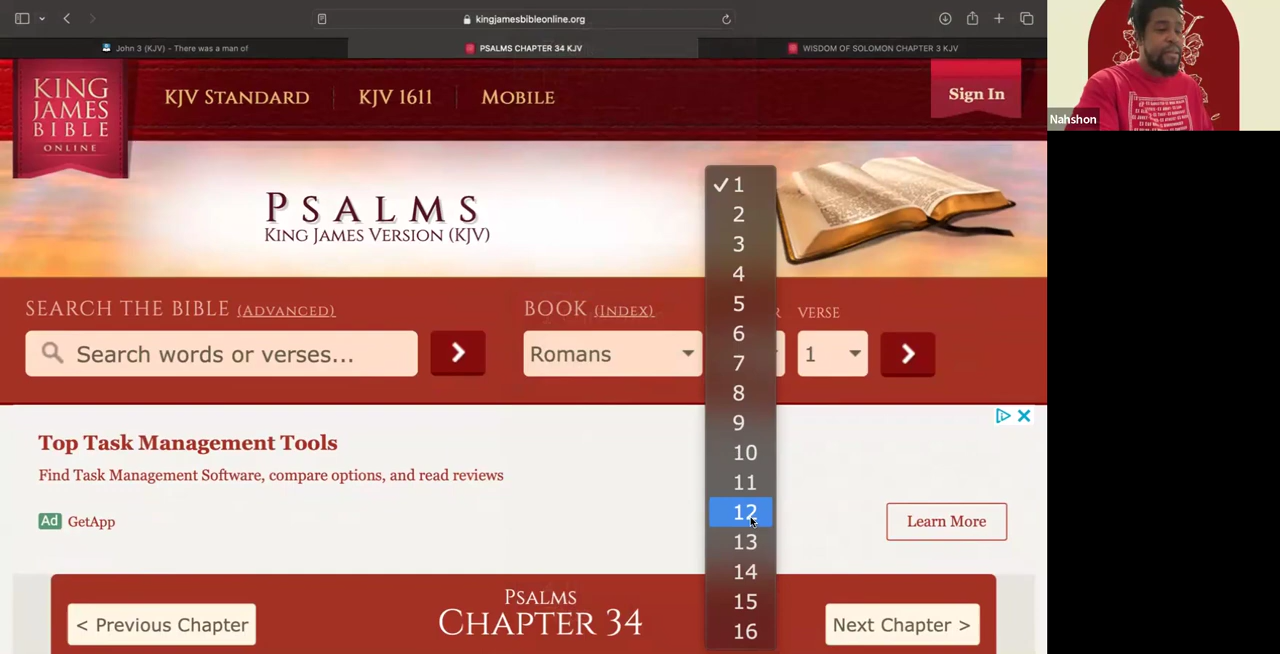 kingjamesbibleonline.org
John 3 (KJV) - There was a man of
PSALMS CHAPTER 34 KJV
WISDOM OF SOLOMON CHAPTER 3 KJV
KING
JAMES
BIBLE
ONLINE
KJV STANDARD
KJV 1611
MOBILE
Sign In
Nahshon
PSALMS
KING JAMES VERSION (KJV)
1
2
3
4
5
6
7
8
9
10
11
12
13
14
15
16
SEARCH THE BIBLE (ADVANCED)
BOOK (INDEX)
R
VERSE
Search words or verses...
Romans
1
Top Task Management Tools
Find Task Management Software, compare options, and read reviews
Ad GetApp
Learn More
< Previous Chapter
PSALMS
CHAPTER 34
Next Chapter >